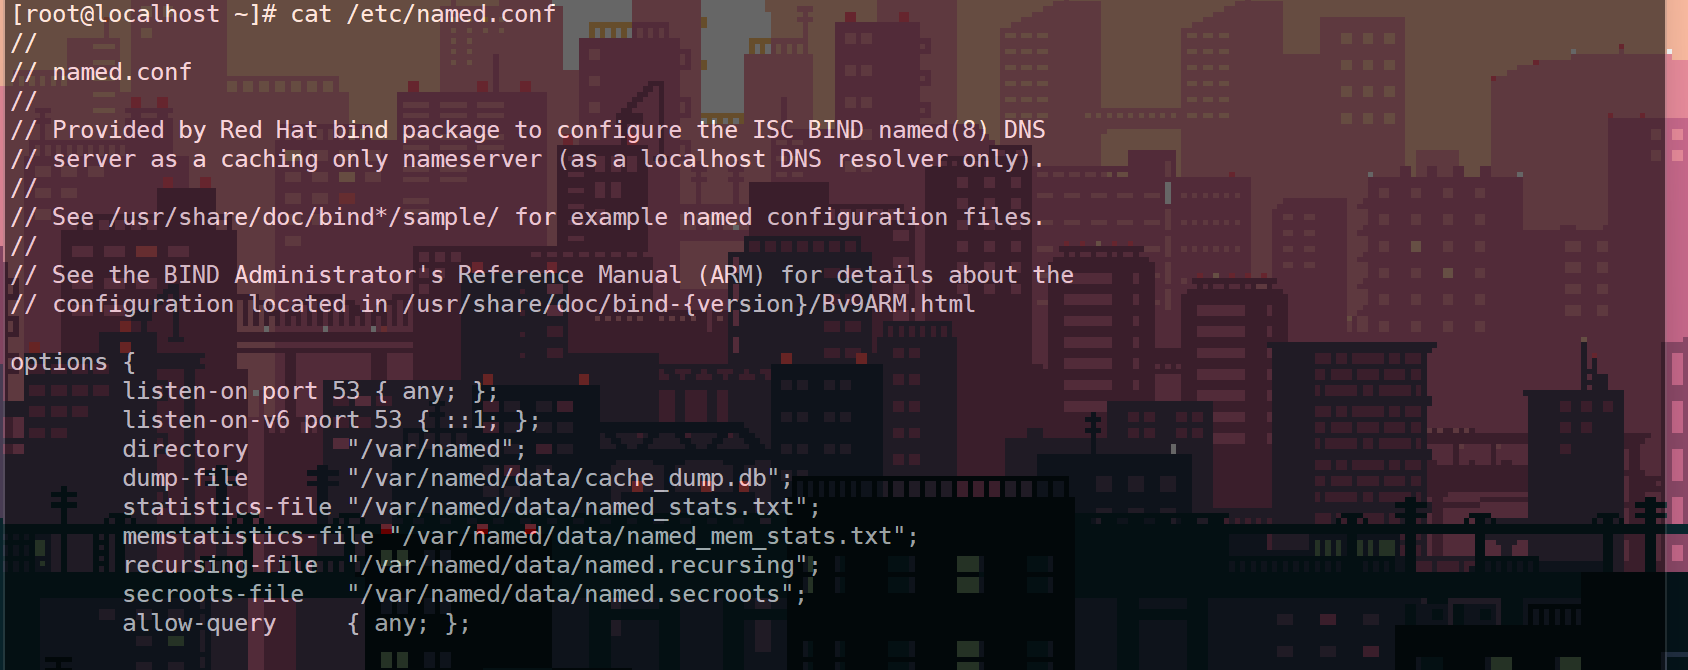 [root@localhost ~]# cat /etc/named.conf
//
// named.conf
//
// Provided by Red Hat bind package to configure the ISC BIND named(8) DNS
// server as a caching only nameserver (as a localhost DNS resolver only).
//
// See /usr/share/doc/bind*/sample/ for example named configuration files.
//
// See the BIND Administrator's Reference Manual (ARM) for details about the
// configuration located in /usr/share/doc/bind-{version}/Bv9ARM.html

options {
        listen-on port 53 { any; };
        listen-on-v6 port 53 { ::1; };
        directory       "/var/named";
        dump-file       "/var/named/data/cache_dump.db";
        statistics-file "/var/named/data/named_stats.txt";
        memstatistics-file "/var/named/data/named_mem_stats.txt";
        recursing-file  "/var/named/data/named.recursing";
        secroots-file   "/var/named/data/named.secroots";
        allow-query     { any; };